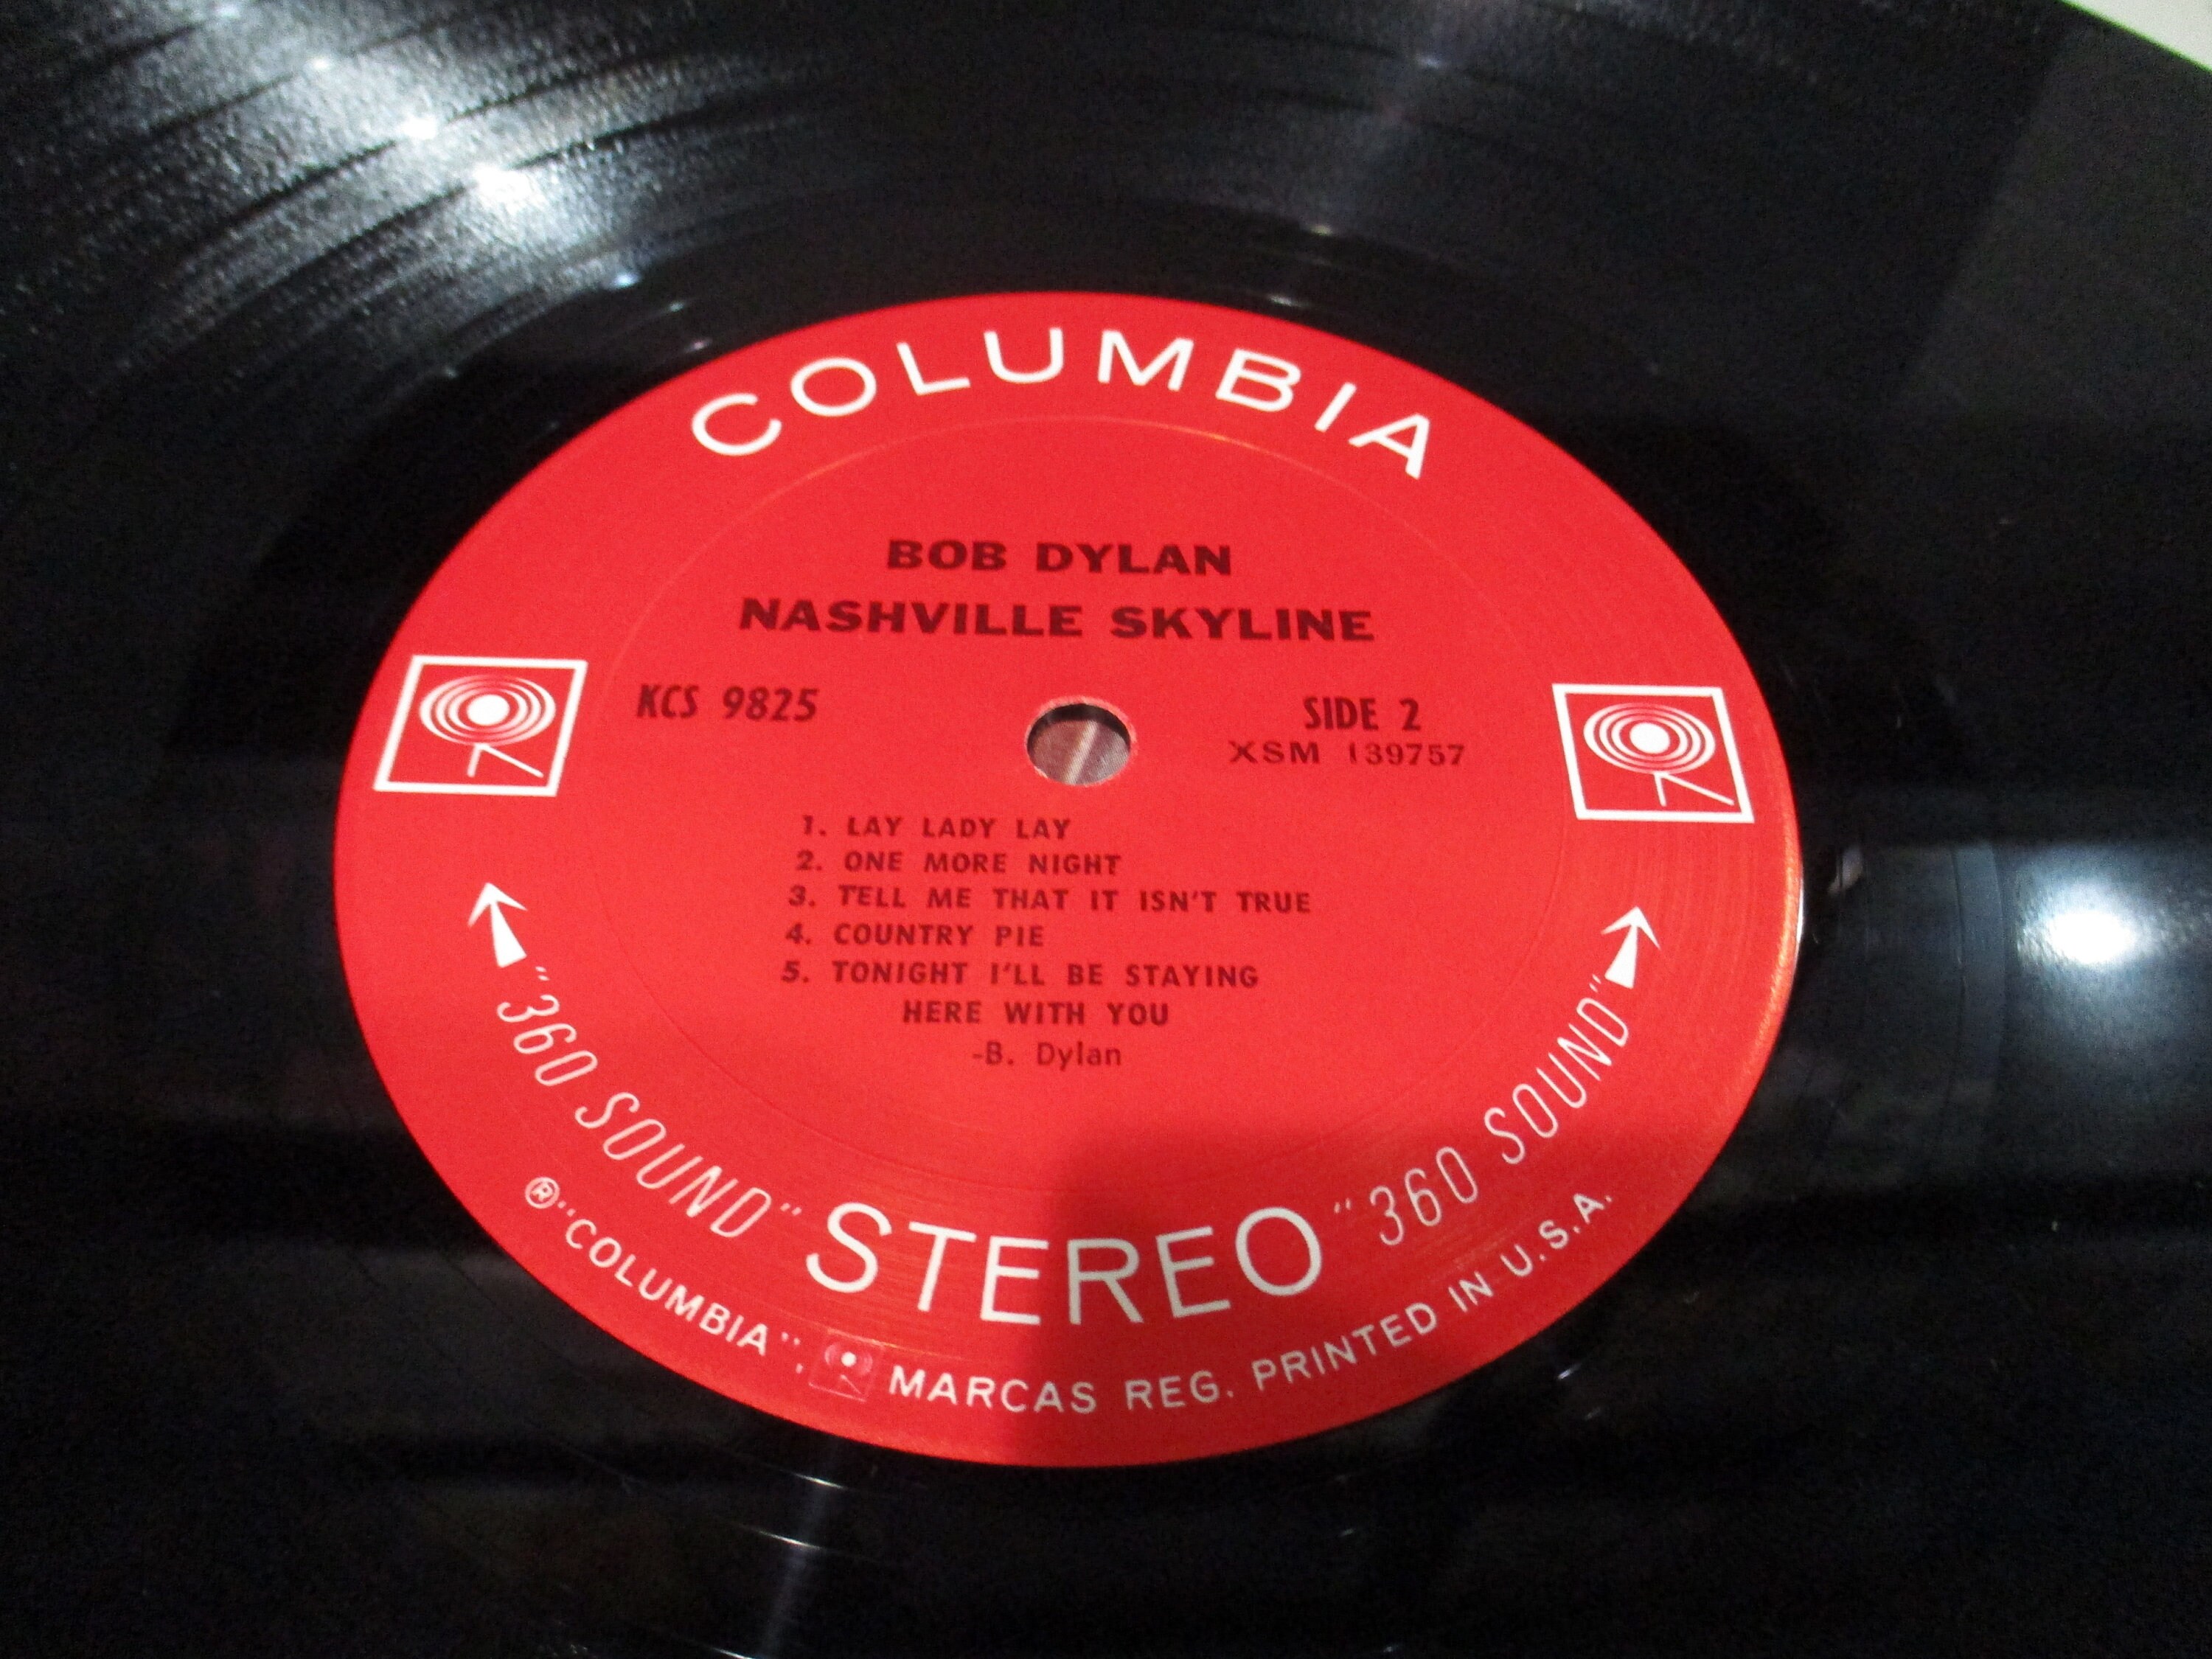 COLUMBIA
BOB DYLAN
NASHVILLE SKYLINE
KCS 9825
SIDE 2
XSM 139757
1. LAY LADY LAY
2. ONE MORE NIGHT
3. TELL ME THAT IT ISN'T TRUE
4. COUNTRY PIE
5. TONIGHT I'LL BE STAYING
HERE WITH YOU
-B. Dylan
"360 SOUND" STEREO "360 SOUND"
® "COLUMBIA", MARCAS REG. PRINTED IN U.S.A.